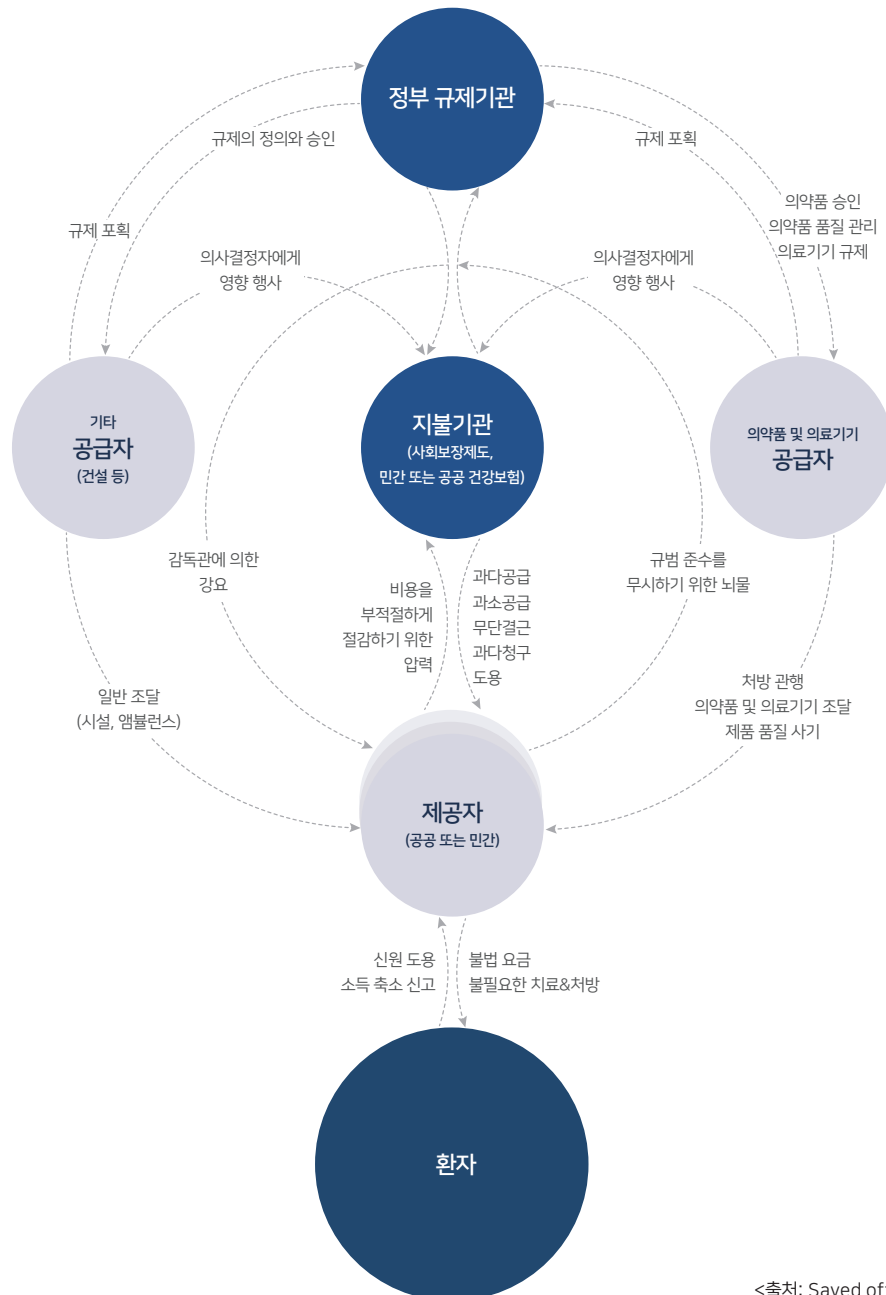 정부 규제기관
규제의 정의와 승인
규제 포획
규제 포획
의약품 승인
의약품 품질 관리
의료기기 규제
의사결정자에게
영향 행사
의사결정자에게
영향 행사
기타
공급자
(건설 등)
지불기관
(사회보장제도,
민간 또는 공공 건강보험)
의약품 및 의료기기
공급자
감독관에 의한
강요
비용을
부적절하게
절감하기 위한
압력
과다공급
과소공급
무단결근
과다청구
도용
규범 준수를
무시하기 위한 뇌물
일반 조달
(시설, 앰뷸런스)
처방 관행
의약품 및 의료기기 조달
제품 품질 사기
제공자
(공공 또는 민간)
신원 도용
소득 축소 신고
불법 요금
불필요한 치료&처방
환자
<출처: Sayed of